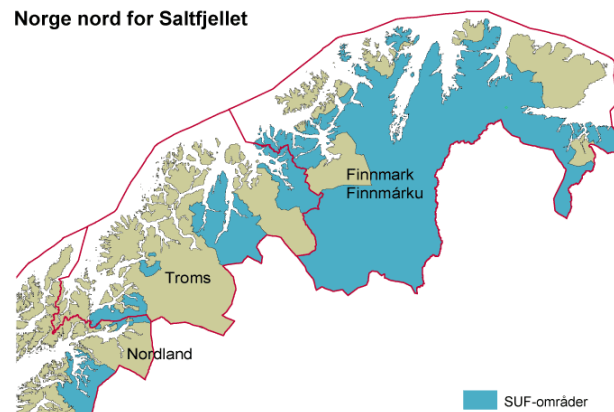 Norge nord for Saltfjellet
Finnmark
Finnmárku
Troms
Nordland
SUF-områder